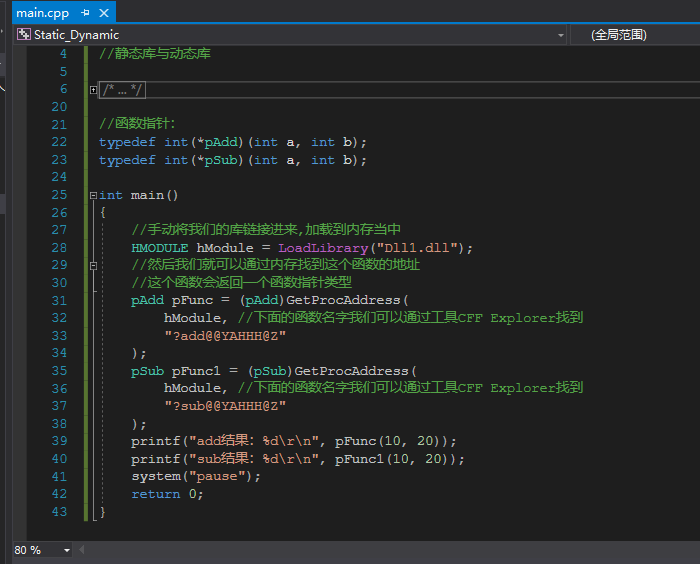 main.cpp
Static_Dynamic (全局范围)
4 //静态库与动态库
5
6 /* ... */
20
21 //函数指针:
22 typedef int(*pAdd)(int a, int b);
23 typedef int(*pSub)(int a, int b);
24
25 int main()
26 {
27 //手动将我们的库链接进来,加载到内存当中
28 HMODULE hModule = LoadLibrary("Dll1.dll");
29 //然后我们就可以通过内存找到这个函数的地址
30 //这个函数会返回一个函数指针类型
31 pAdd pFunc = (pAdd)GetProcAddress(
32 hModule, //下面的函数名字我们可以通过工具CFF Explorer找到
33 "?add@@YAHHH@Z"
34 );
35 pSub pFunc1 = (pSub)GetProcAddress(
36 hModule, //下面的函数名字我们可以通过工具CFF Explorer找到
37 "?sub@@YAHHH@Z"
38 );
39 printf("add结果: %d\r\n", pFunc(10, 20));
40 printf("sub结果: %d\r\n", pFunc1(10, 20));
41 system("pause");
42 return 0;
43 }
80 %